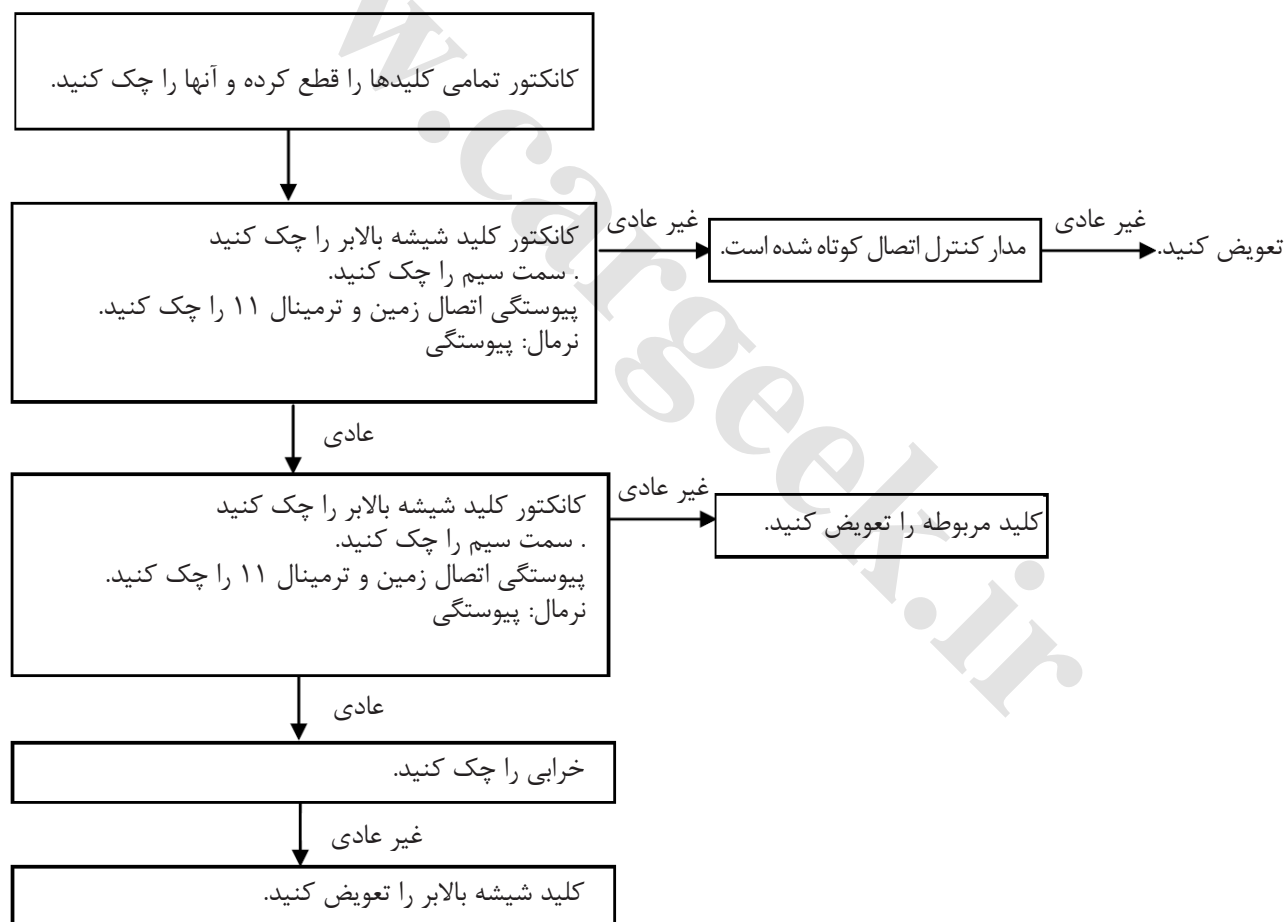 کانکتور تمامی کلیدها را قطع کرده و آنها را چک کنید.
کانکتور کلید شیشه بالابر را چک کنید
. سمت سیم را چک کنید.
پیوستگی اتصال زمین و ترمینال ۱۱ را چک کنید.
نرمال: پیوستگی
غیر عادی
مدار کنترل اتصال کوتاه شده است.
غیر عادی
تعویض کنید.
عادی
کانکتور کلید شیشه بالابر را چک کنید
. سمت سیم را چک کنید.
پیوستگی اتصال زمین و ترمینال ۱۱ را چک کنید.
نرمال: پیوستگی
غیر عادی
کلید مربوطه را تعویض کنید.
عادی
خرابی را چک کنید.
غیر عادی
کلید شیشه بالابر را تعویض کنید.
w.cargeek.ir